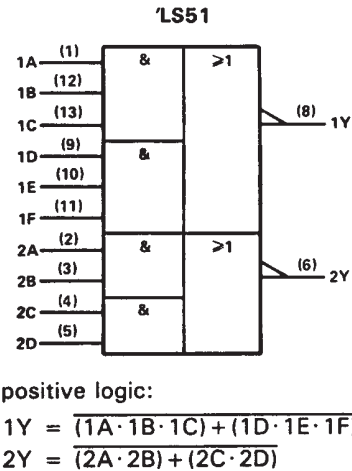 'LS51
& ≥1
1A (1)
1B (12)
1C (13)
(8) 1Y
1D (9)
&
1E (10)
1F (11)
2A (2)
& ≥1
2B (3)
(6) 2Y
2C (4)
&
2D (5)
positive logic:
1Y = (1A·1B·1C) + (1D·1E·1F)
2Y = (2A·2B) + (2C·2D)